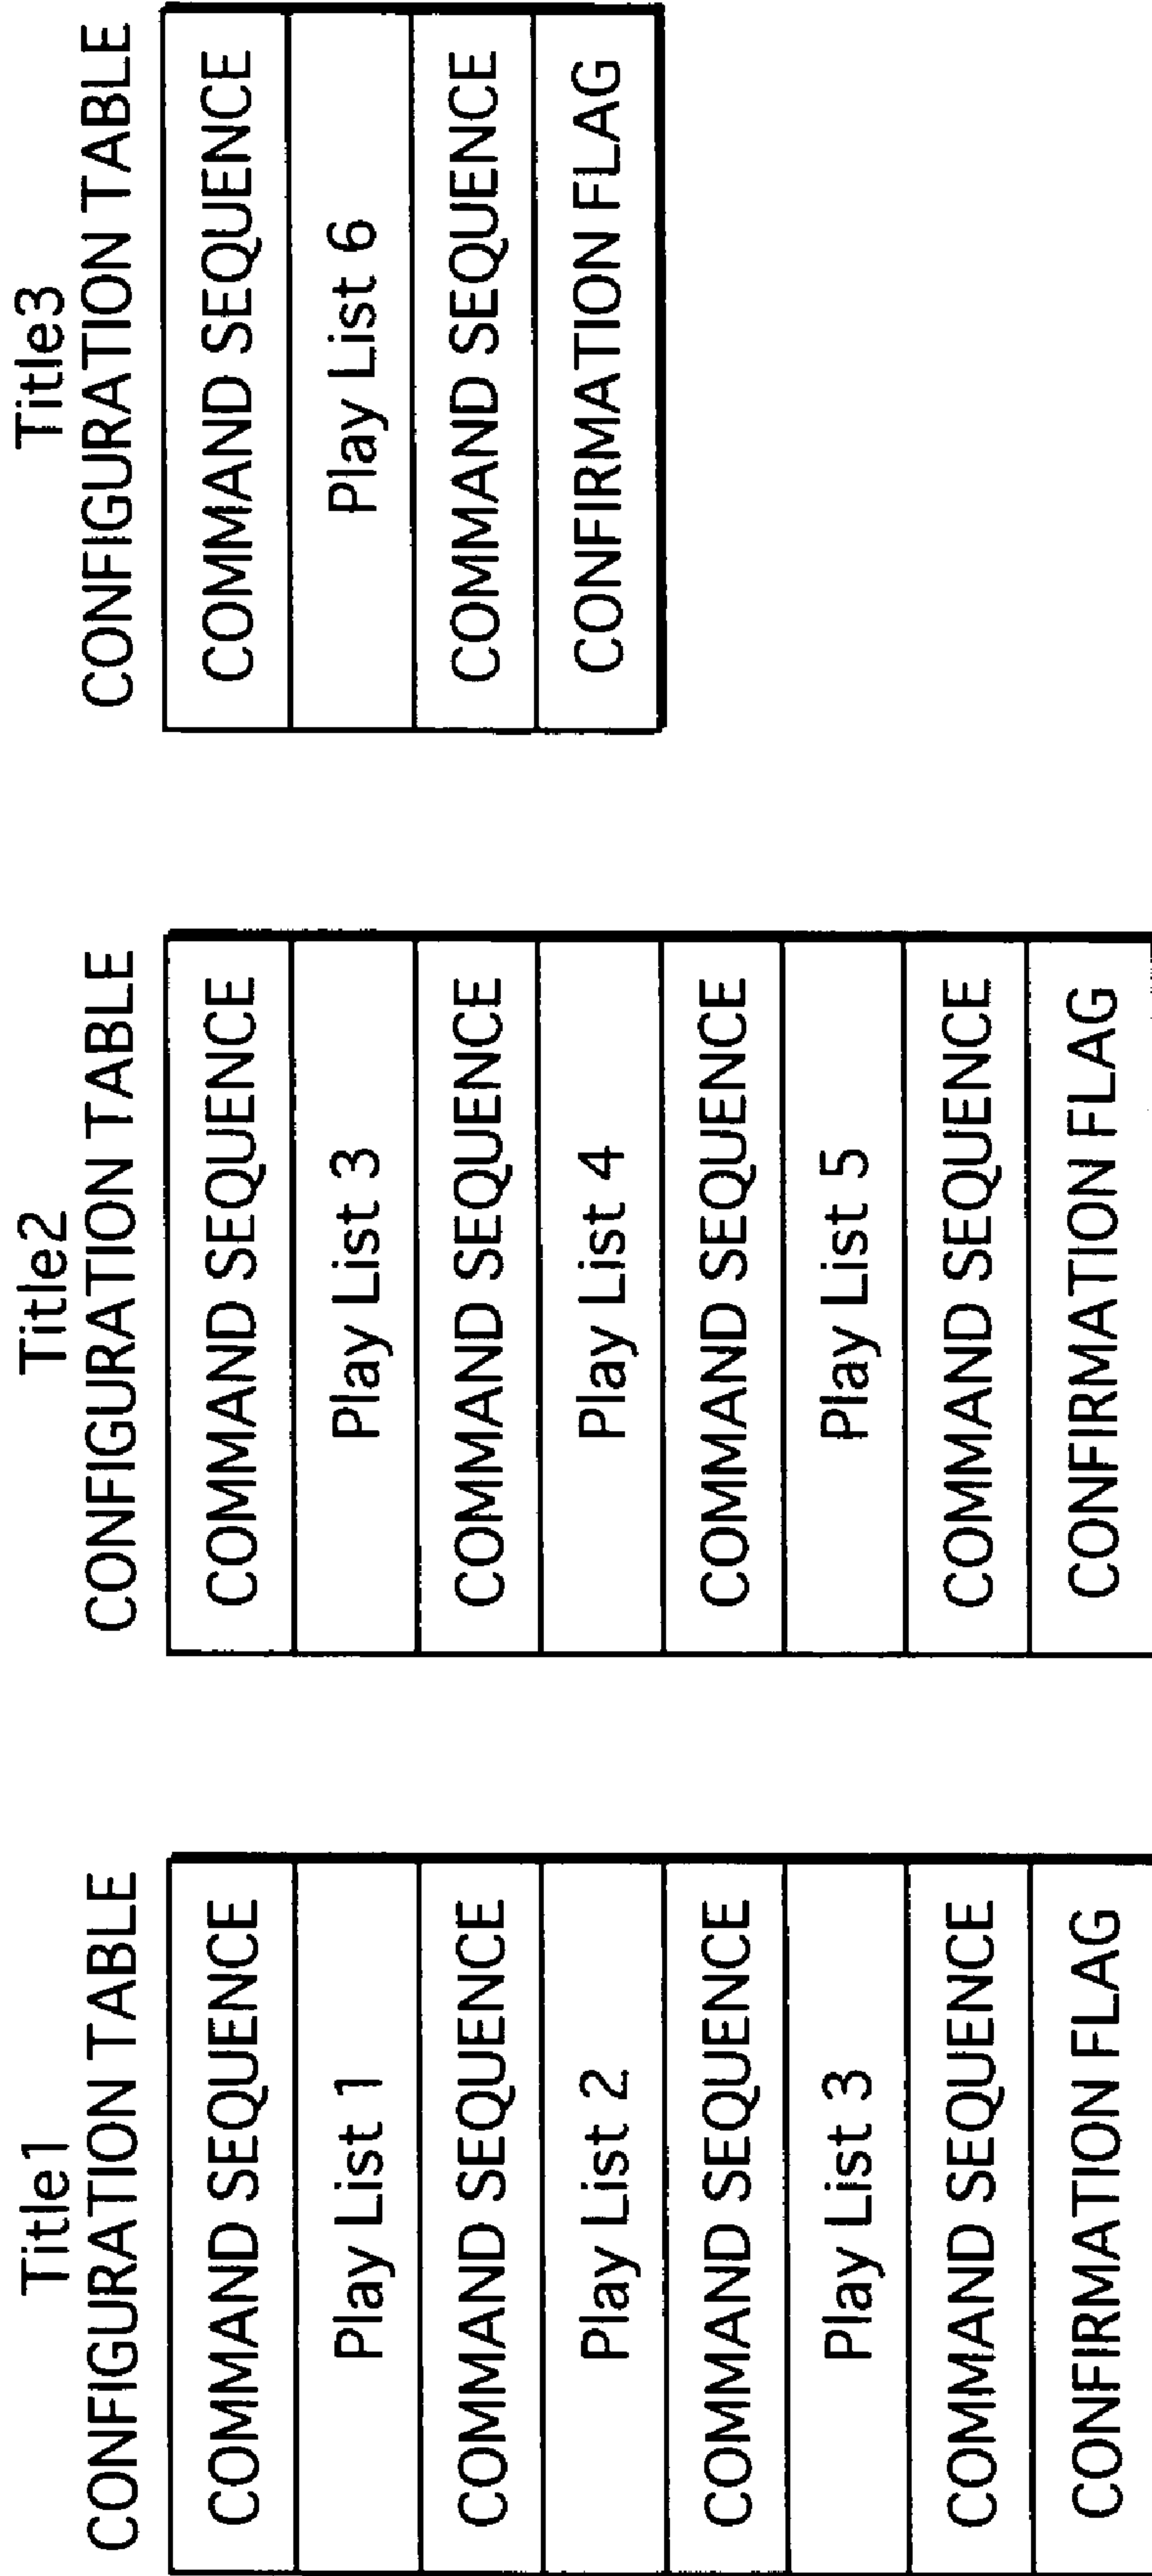 Title1
CONFIGURATION TABLE
COMMAND SEQUENCE
Play List 1
COMMAND SEQUENCE
Play List 2
COMMAND SEQUENCE
Play List 3
COMMAND SEQUENCE
CONFIRMATION FLAG
Title2
CONFIGURATION TABLE
COMMAND SEQUENCE
Play List 3
COMMAND SEQUENCE
Play List 4
COMMAND SEQUENCE
Play List 5
COMMAND SEQUENCE
CONFIRMATION FLAG
Title3
CONFIGURATION TABLE
COMMAND SEQUENCE
Play List 6
COMMAND SEQUENCE
CONFIRMATION FLAG